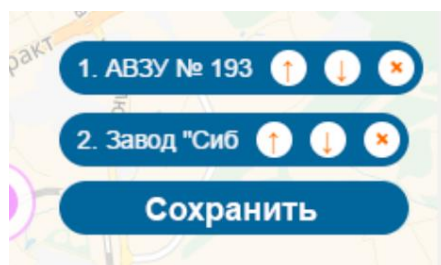 ракт
1. АВЗУ № 193 ↑ ↓ ×
2. Завод "Сиб ↑ ↓ ×
Сохранить